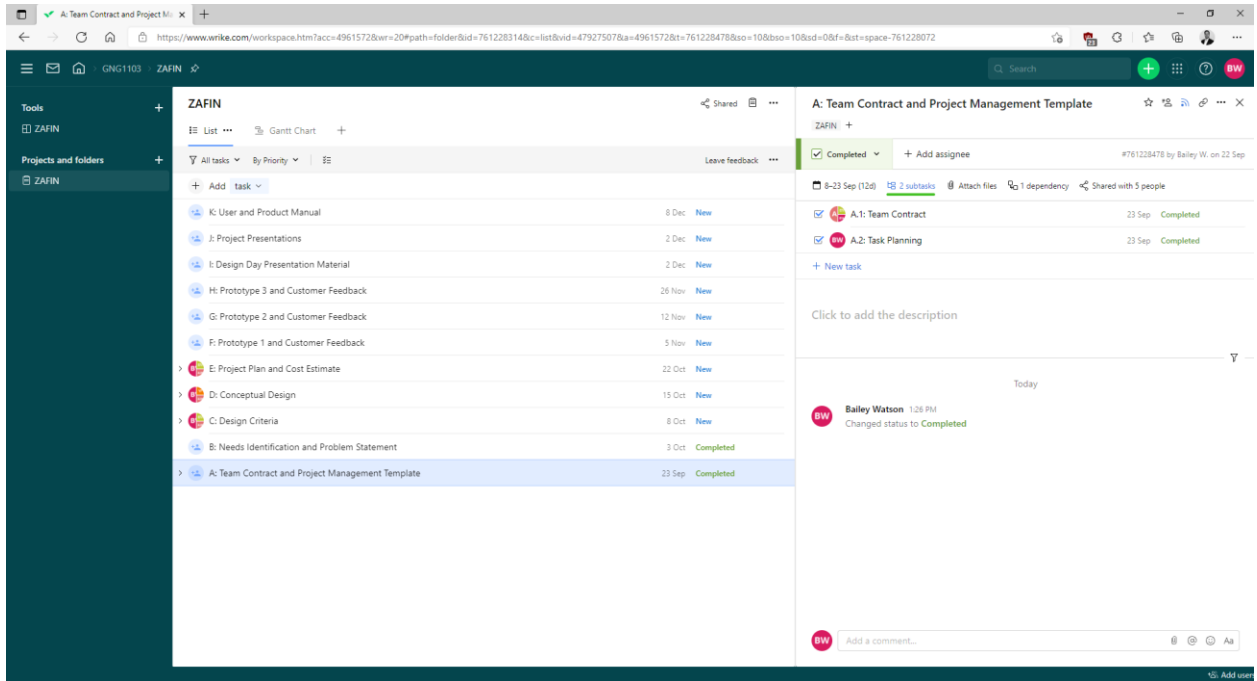 A: Team Contract and Project Ma
https://www.wrike.com/workspace.htm?acc=4961572&wr=20#path=folder&id=761228314&c=list&vid=47927507&a=4961572&t=761228478&so=10&bso=10&sd=0&f=&st=space-761228072
23
GNG1103 › ZAFIN
Search
BW
Tools
ZAFIN
Projects and folders
ZAFIN
ZAFIN
Shared
List
Gantt Chart
All tasks
By Priority
Leave feedback
Add task
K: User and Product Manual 8 Dec New
J: Project Presentations 2 Dec New
I: Design Day Presentation Material 2 Dec New
H: Prototype 3 and Customer Feedback 26 Nov New
G: Prototype 2 and Customer Feedback 12 Nov New
F: Prototype 1 and Customer Feedback 5 Nov New
E: Project Plan and Cost Estimate 22 Oct New
D: Conceptual Design 15 Oct New
C: Design Criteria 8 Oct New
B: Needs Identification and Problem Statement 3 Oct Completed
A: Team Contract and Project Management Template 23 Sep Completed
A: Team Contract and Project Management Template
ZAFIN +
Completed
+ Add assignee
#761228478 by Bailey W. on 22 Sep
8–23 Sep (12d) 2 subtasks Attach files 1 dependency Shared with 5 people
A.1: Team Contract 23 Sep Completed
BW A.2: Task Planning 23 Sep Completed
+ New task
Click to add the description
Today
BW Bailey Watson 1:26 PM
Changed status to Completed
BW Add a comment... @ Aa
Add users